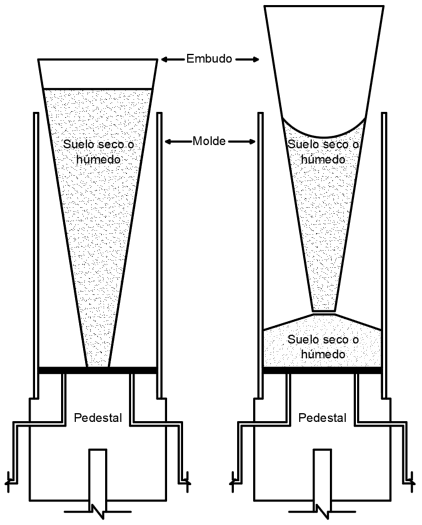 Embudo
Suelo seco o
húmedo
Molde
Suelo seco o
húmedo
Suelo seco o
húmedo
Pedestal
Pedestal